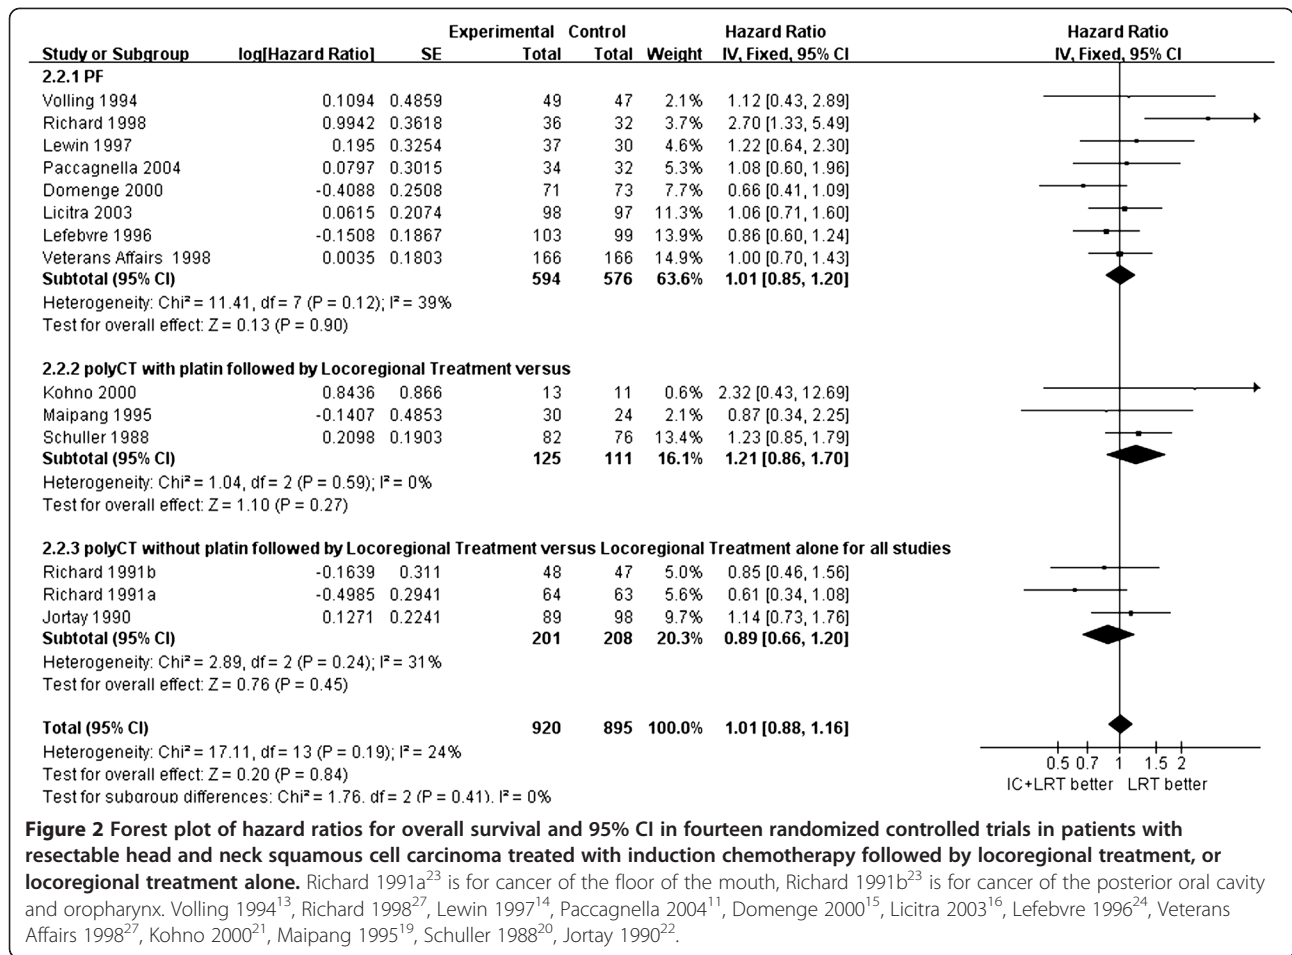 Experimental Control Hazard Ratio Hazard Ratio
Study or Subgroup log[Hazard Ratio] SE Total Total Weight IV, Fixed, 95% CI IV, Fixed, 95% CI
2.2.1 PF
Volling 1994 0.1094 0.4859 49 47 2.1% 1.12 [0.43, 2.89]
Richard 1998 0.9942 0.3618 36 32 3.7% 2.70 [1.33, 5.49]
Lewin 1997 0.195 0.3254 37 30 4.6% 1.22 [0.64, 2.30]
Paccagnella 2004 0.0797 0.3015 34 32 5.3% 1.08 [0.60, 1.96]
Domenge 2000 -0.4088 0.2508 71 73 7.7% 0.66 [0.41, 1.09]
Licitra 2003 0.0615 0.2074 98 97 11.3% 1.06 [0.71, 1.60]
Lefebvre 1996 -0.1508 0.1867 103 99 13.9% 0.86 [0.60, 1.24]
Veterans Affairs 1998 0.0035 0.1803 166 166 14.9% 1.00 [0.70, 1.43]
Subtotal (95% CI) 594 576 63.6% 1.01 [0.85, 1.20]
Heterogeneity: Chi² = 11.41, df = 7 (P = 0.12); I² = 39%
Test for overall effect: Z = 0.13 (P = 0.90)
2.2.2 polyCT with platin followed by Locoregional Treatment versus
Kohno 2000 0.8436 0.866 13 11 0.6% 2.32 [0.43, 12.69]
Maipang 1995 -0.1407 0.4853 30 24 2.1% 0.87 [0.34, 2.25]
Schuller 1988 0.2098 0.1903 82 76 13.4% 1.23 [0.85, 1.79]
Subtotal (95% CI) 125 111 16.1% 1.21 [0.86, 1.70]
Heterogeneity: Chi² = 1.04, df = 2 (P = 0.59); I² = 0%
Test for overall effect: Z = 1.10 (P = 0.27)
2.2.3 polyCT without platin followed by Locoregional Treatment versus Locoregional Treatment alone for all studies
Richard 1991b -0.1639 0.311 48 47 5.0% 0.85 [0.46, 1.56]
Richard 1991a -0.4985 0.2941 64 63 5.6% 0.61 [0.34, 1.08]
Jortay 1990 0.1271 0.2241 89 98 9.7% 1.14 [0.73, 1.76]
Subtotal (95% CI) 201 208 20.3% 0.89 [0.66, 1.20]
Heterogeneity: Chi² = 2.89, df = 2 (P = 0.24); I² = 31%
Test for overall effect: Z = 0.76 (P = 0.45)
Total (95% CI) 920 895 100.0% 1.01 [0.88, 1.16]
Heterogeneity: Chi² = 17.11, df = 13 (P = 0.19); I² = 24%
Test for overall effect: Z = 0.20 (P = 0.84)
Test for subgroup differences: Chi² = 1.76, df = 2 (P = 0.41), I² = 0%
0.5 0.7 1 1.5 2
IC+LRT better LRT better
Figure 2 Forest plot of hazard ratios for overall survival and 95% CI in fourteen randomized controlled trials in patients with
resectable head and neck squamous cell carcinoma treated with induction chemotherapy followed by locoregional treatment, or
locoregional treatment alone. Richard 1991a²³ is for cancer of the floor of the mouth, Richard 1991b²³ is for cancer of the posterior oral cavity
and oropharynx. Volling 1994¹³, Richard 1998²⁷, Lewin 1997¹⁴, Paccagnella 2004¹¹, Domenge 2000¹⁵, Licitra 2003¹⁶, Lefebvre 1996²⁴, Veterans
Affairs 1998²⁷, Kohno 2000²¹, Maipang 1995¹⁹, Schuller 1988²⁰, Jortay 1990²².